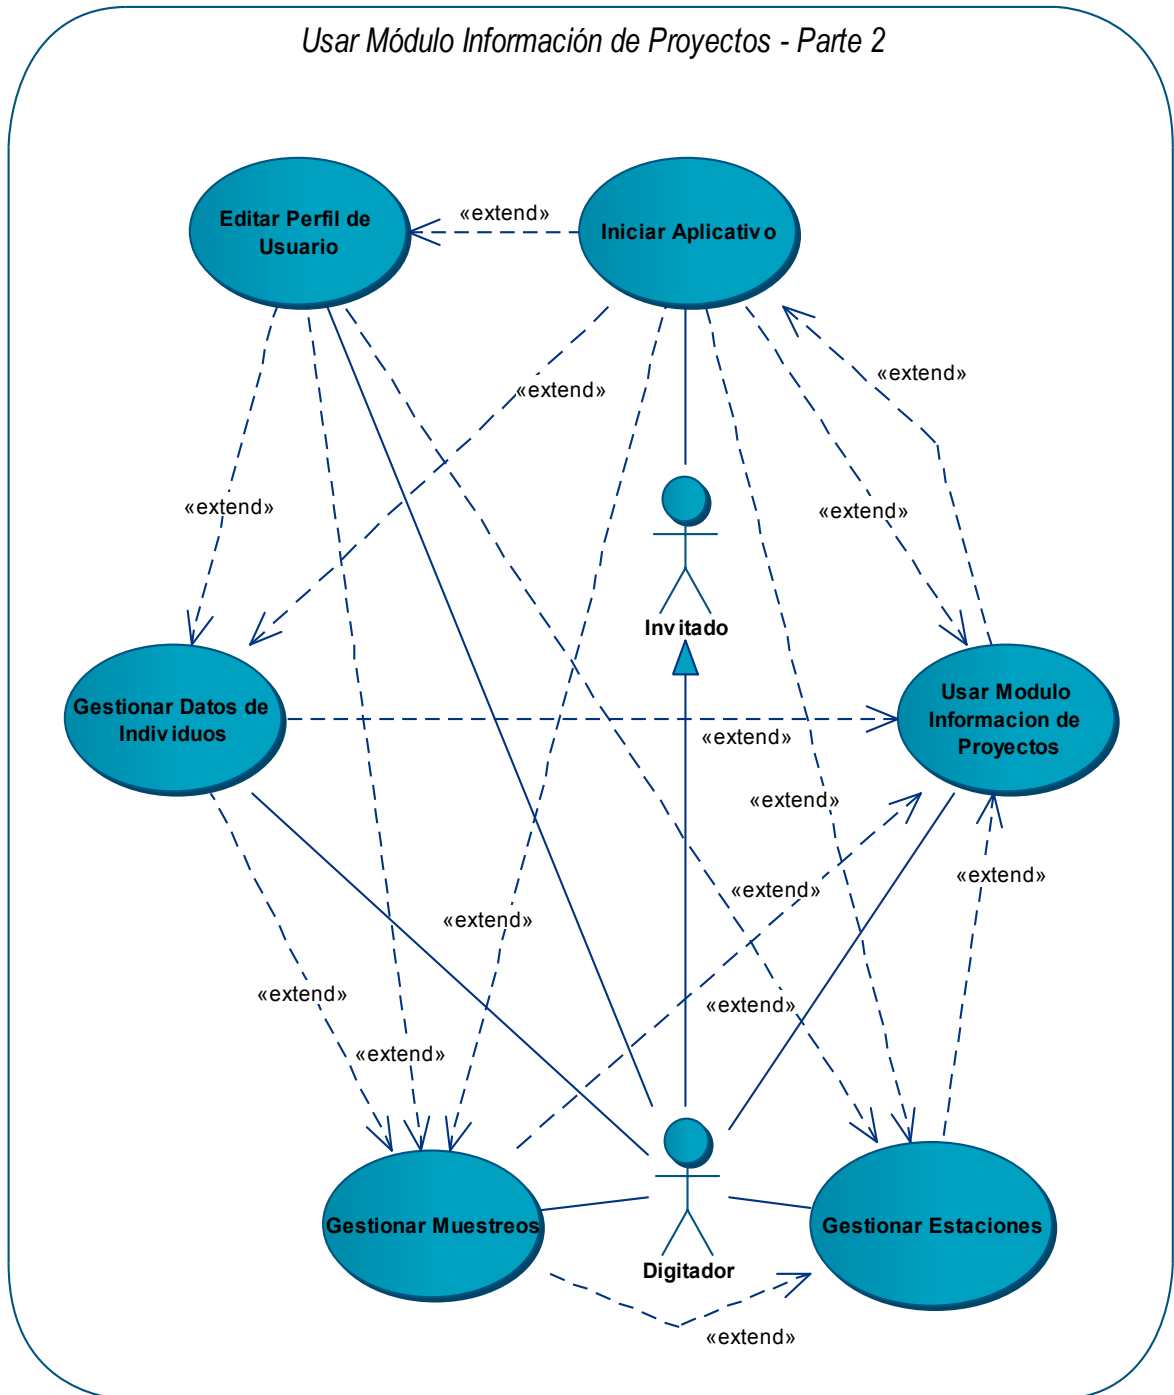 Usar Módulo Información de Proyectos - Parte 2
Editar Perfil de
Usuario
«extend»
Iniciar Aplicativo
«extend»
«extend»
«extend»
«extend»
Invitado
Gestionar Datos de
Individuos
Usar Modulo
Informacion de
Proyectos
«extend»
«extend»
«extend»
«extend»
«extend»
«extend»
«extend»
«extend»
Gestionar Muestreos
Gestionar Estaciones
Digitador
«extend»